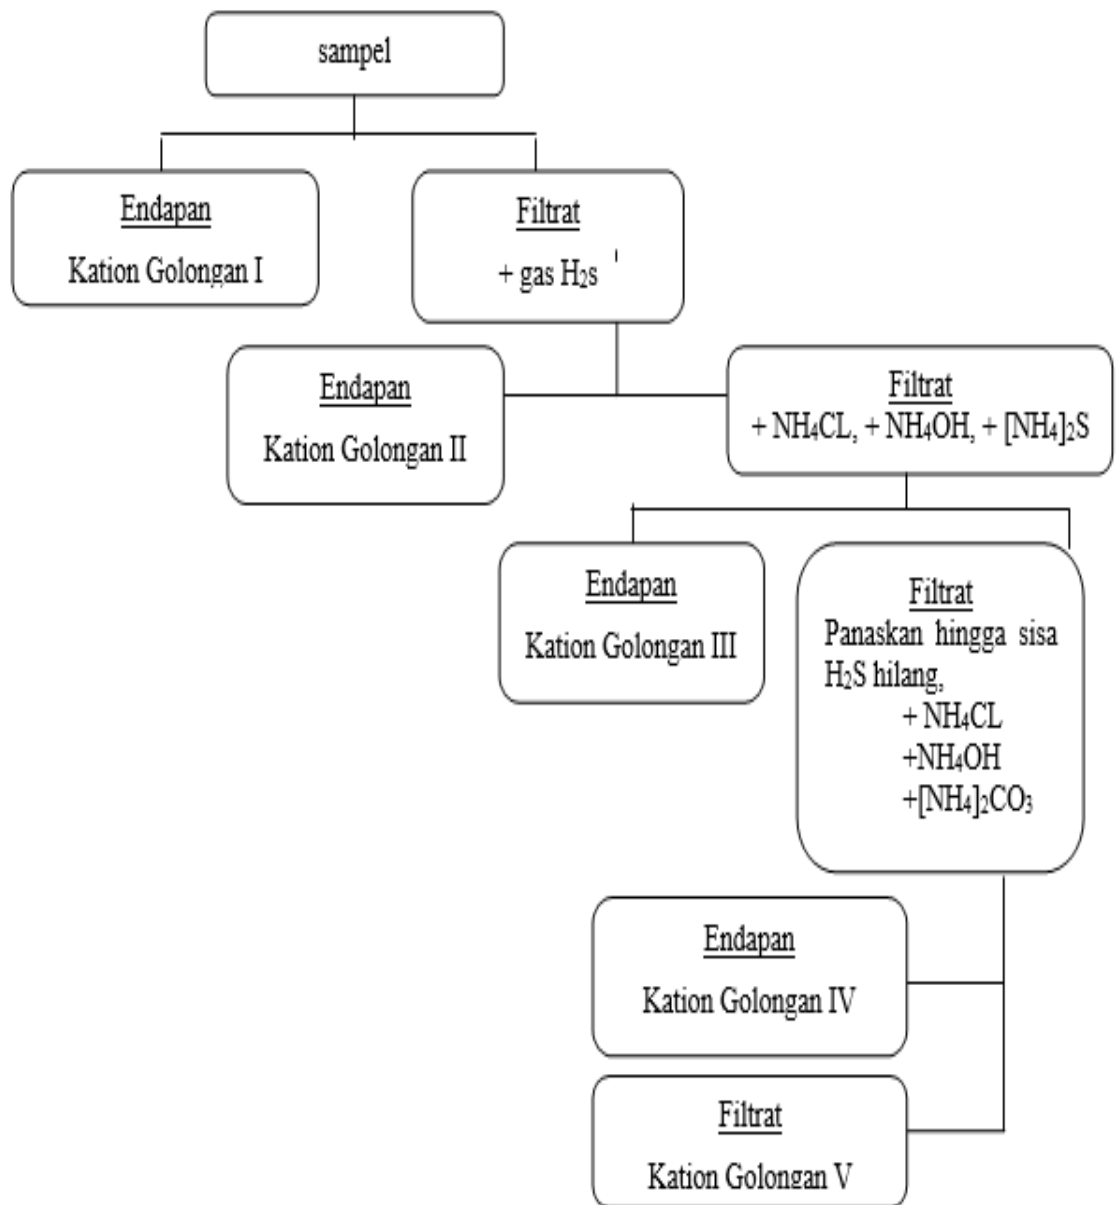 sampel
Endapan
Kation Golongan I
Filtrat
+ gas H₂s
Endapan
Kation Golongan II
Filtrat
+ NH₄CL, + NH₄OH, + [NH₄]₂S
Endapan
Kation Golongan III
Filtrat
Panaskan hingga sisa
H₂S hilang,
+ NH₄CL
+NH₄OH
+[NH₄]₂CO₃
Endapan
Kation Golongan IV
Filtrat
Kation Golongan V